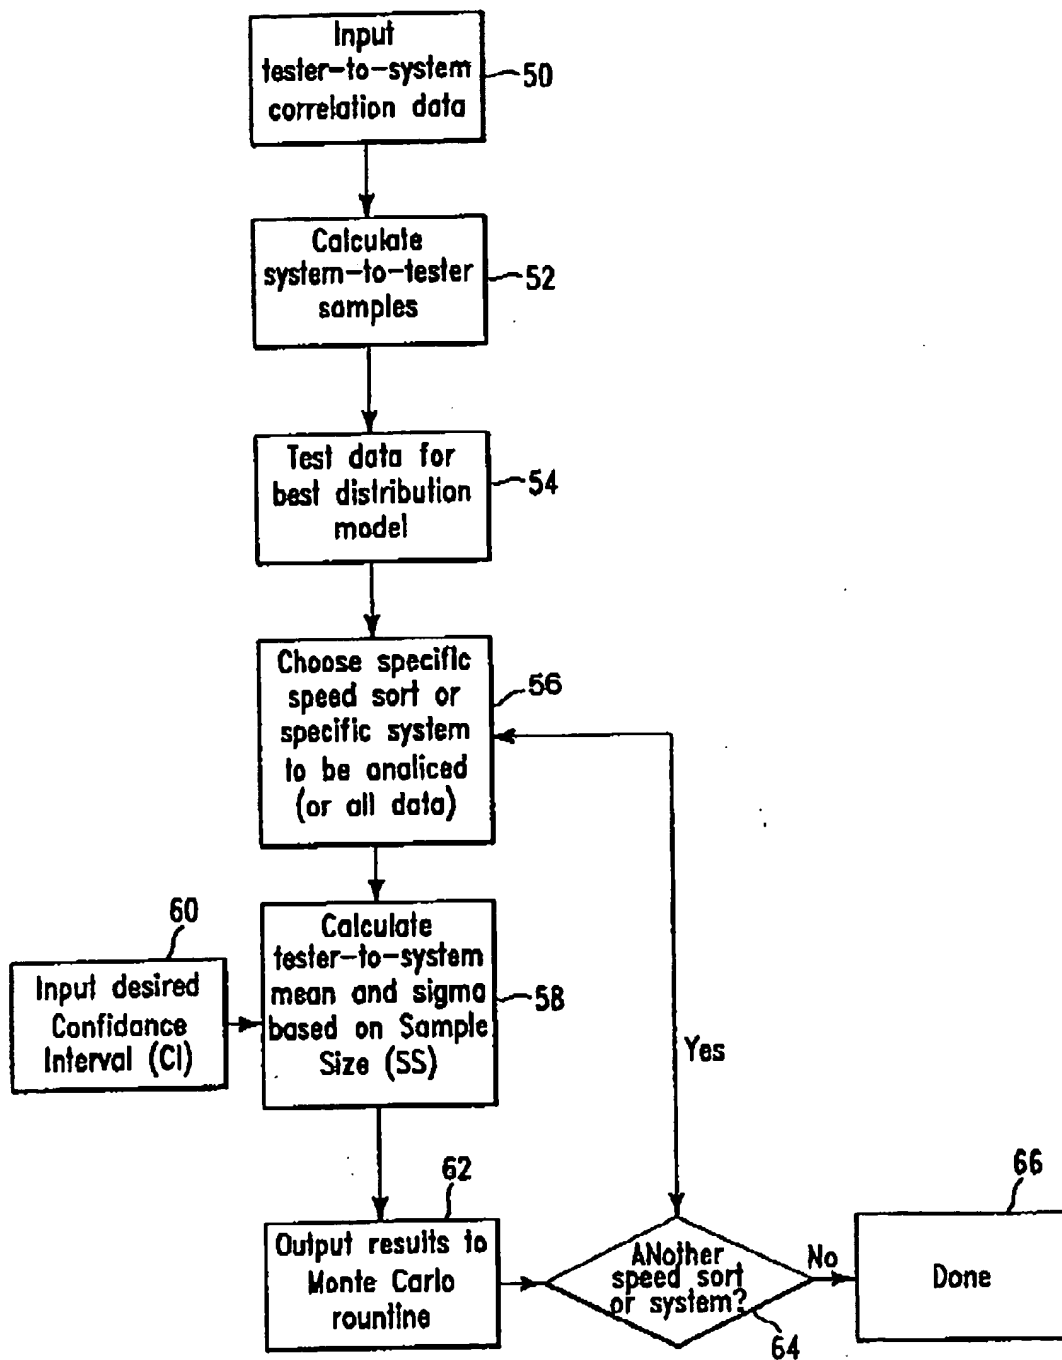 Input
tester-to-system
correlation data
50
Calculate
system-to-tester
samples
52
Test data for
best distribution
model
54
Choose specific
speed sort or
specific system
to be analiced
(or all data)
56
60
Input desired
Confidance
Interval (CI)
Calculate
tester-to-system
mean and sigma
based on Sample
Size (SS)
58
Yes
62
Output results to
Monte Carlo
rountine
ANother
speed sort
or system?
64
No
66
Done